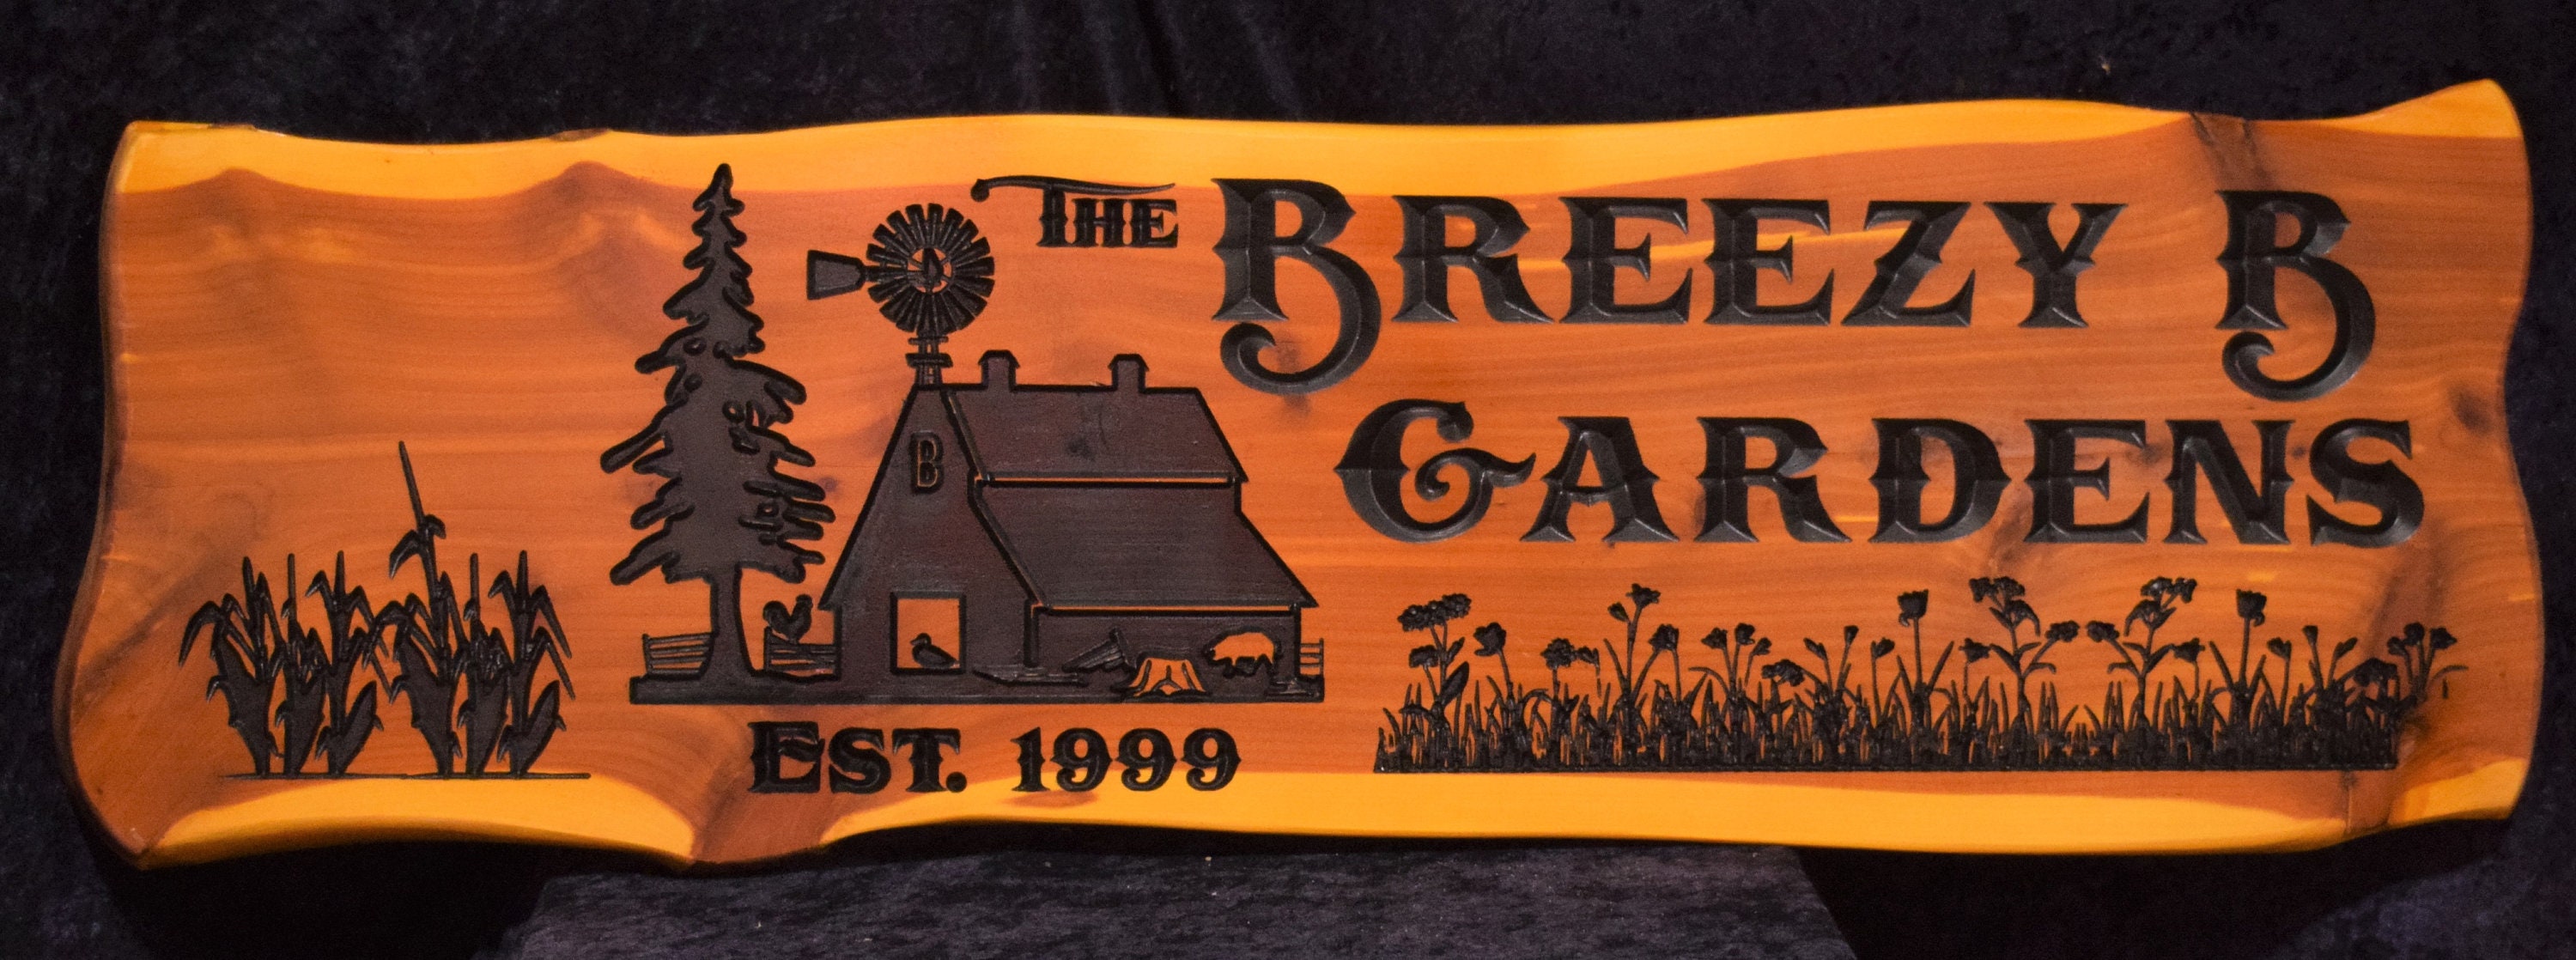 The Breezy B
Gardens
B
Est. 1999